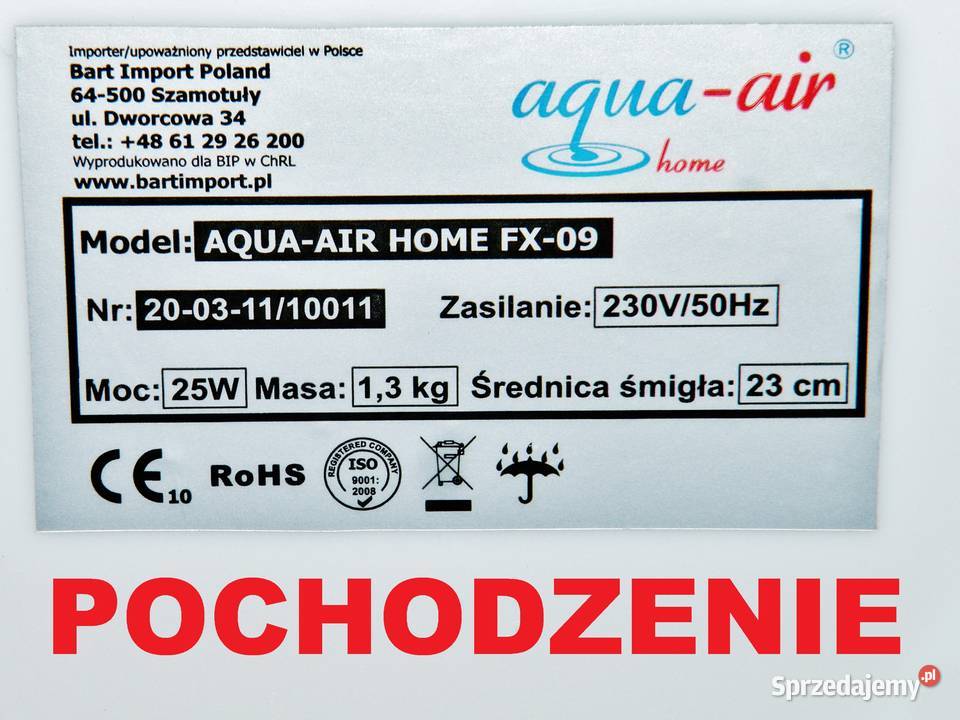 Importer/upoważniony przedstawiciel w Polsce
Bart Import Poland
64-500 Szamotuły
ul. Dworcowa 34
tel.: +48 61 29 26 200
Wyprodukowano dla BIP w ChRL
www.bartimport.pl
aqua-air®
home
Model: AQUA-AIR HOME FX-09
Nr: 20-03-11/10011 Zasilanie: 230V/50Hz
Moc: 25W Masa: 1,3 kg Średnica śmigła: 23 cm
CE 10 RoHS REGISTERED COMPANY ISO 9001: 2008
POCHODZENIE
Sprzedajemy.pl